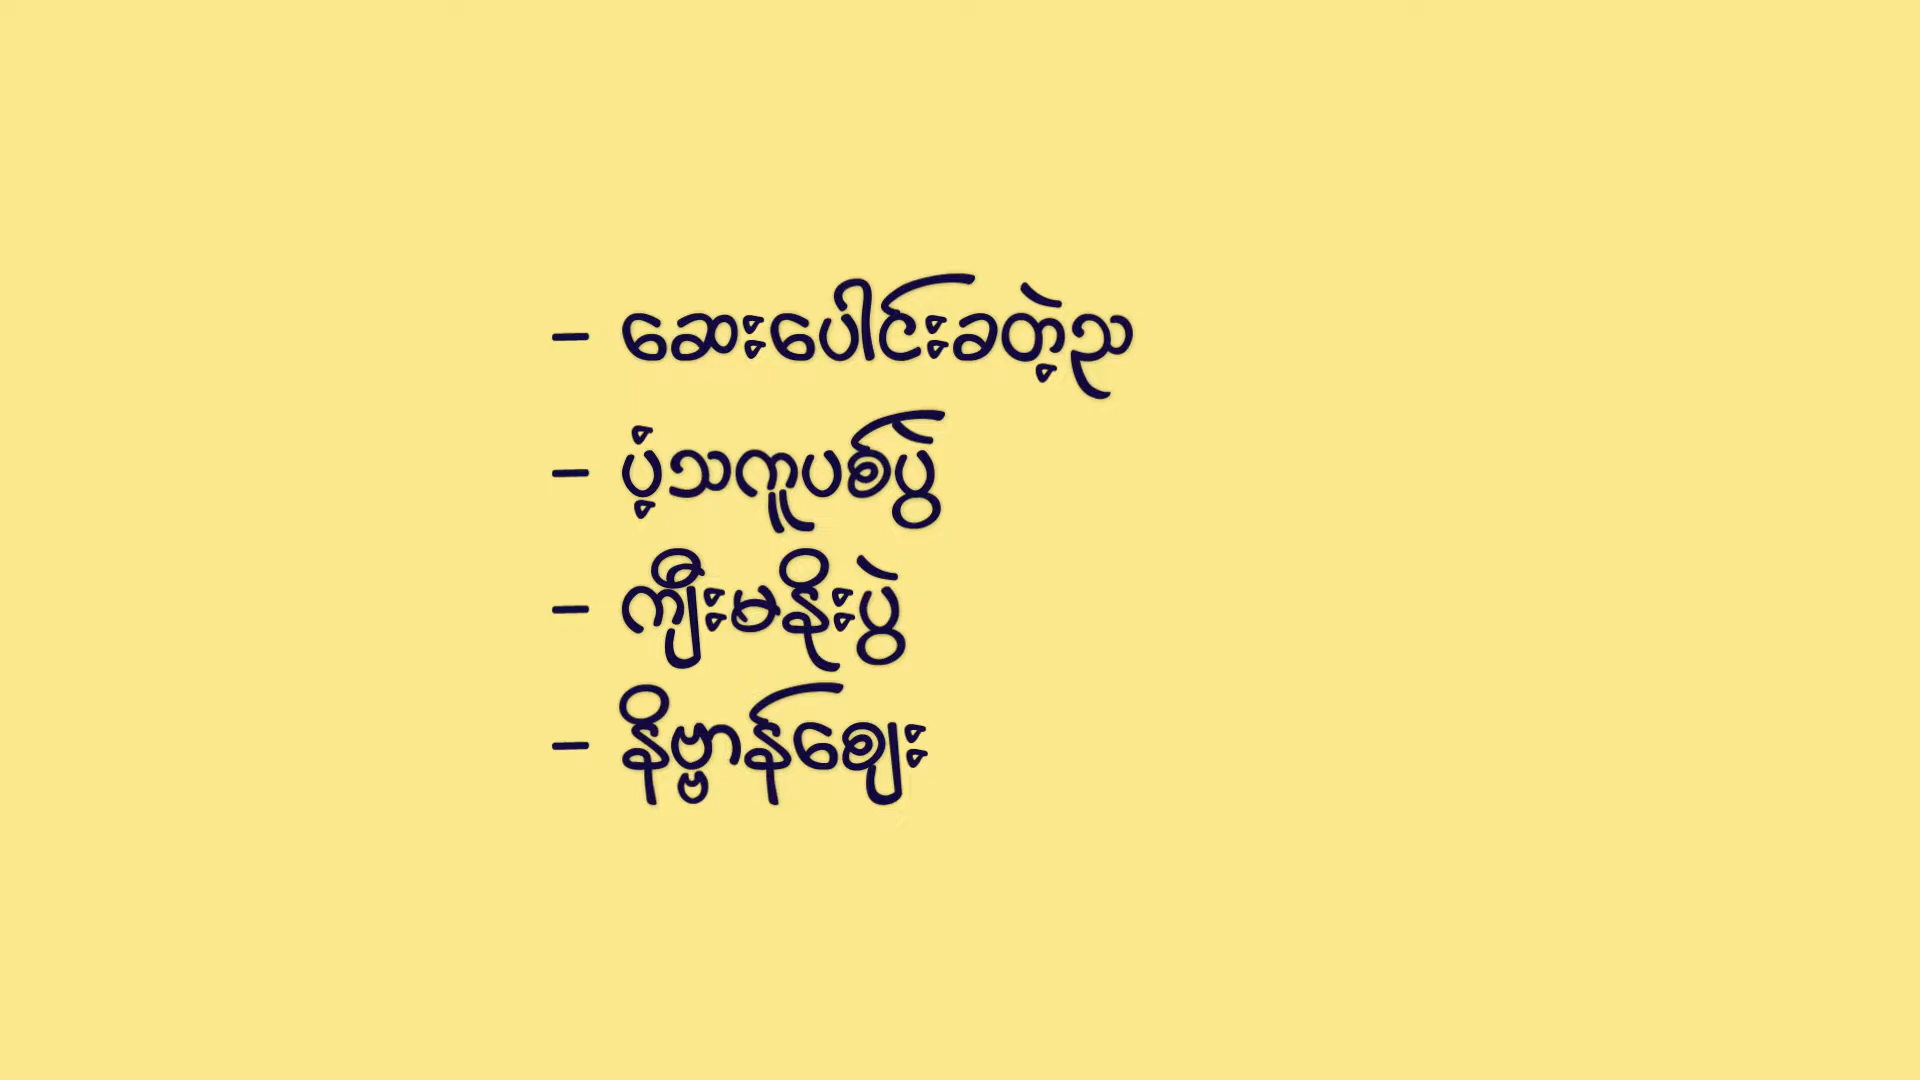 - ဆေးပေါင်းခတဲ့ည
- ပံ့သကူပစ်ပွဲ
- ကျီးမနိုးပွဲ
- နိဗ္ဗာန်ဈေး